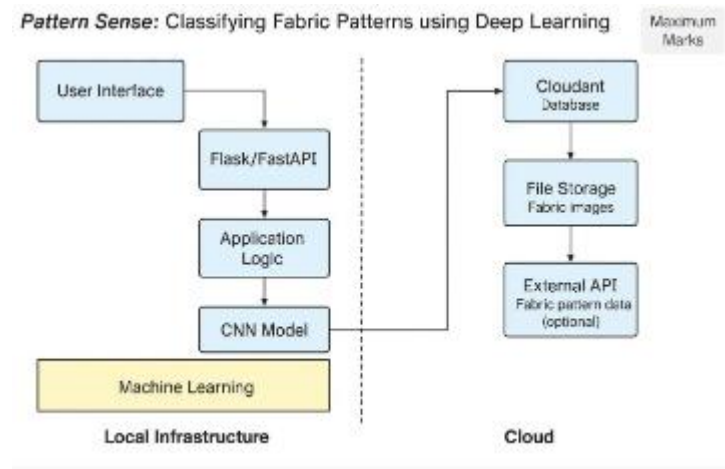 Pattern Sense: Classifying Fabric Patterns using Deep Learning
Maximum
Marks
User Interface
Flask/FastAPI
Application
Logic
CNN Model
Machine Learning
Local Infrastructure
Cloudant
Database
File Storage
Fabric images
External API
Fabric pattern data
(optional)
Cloud